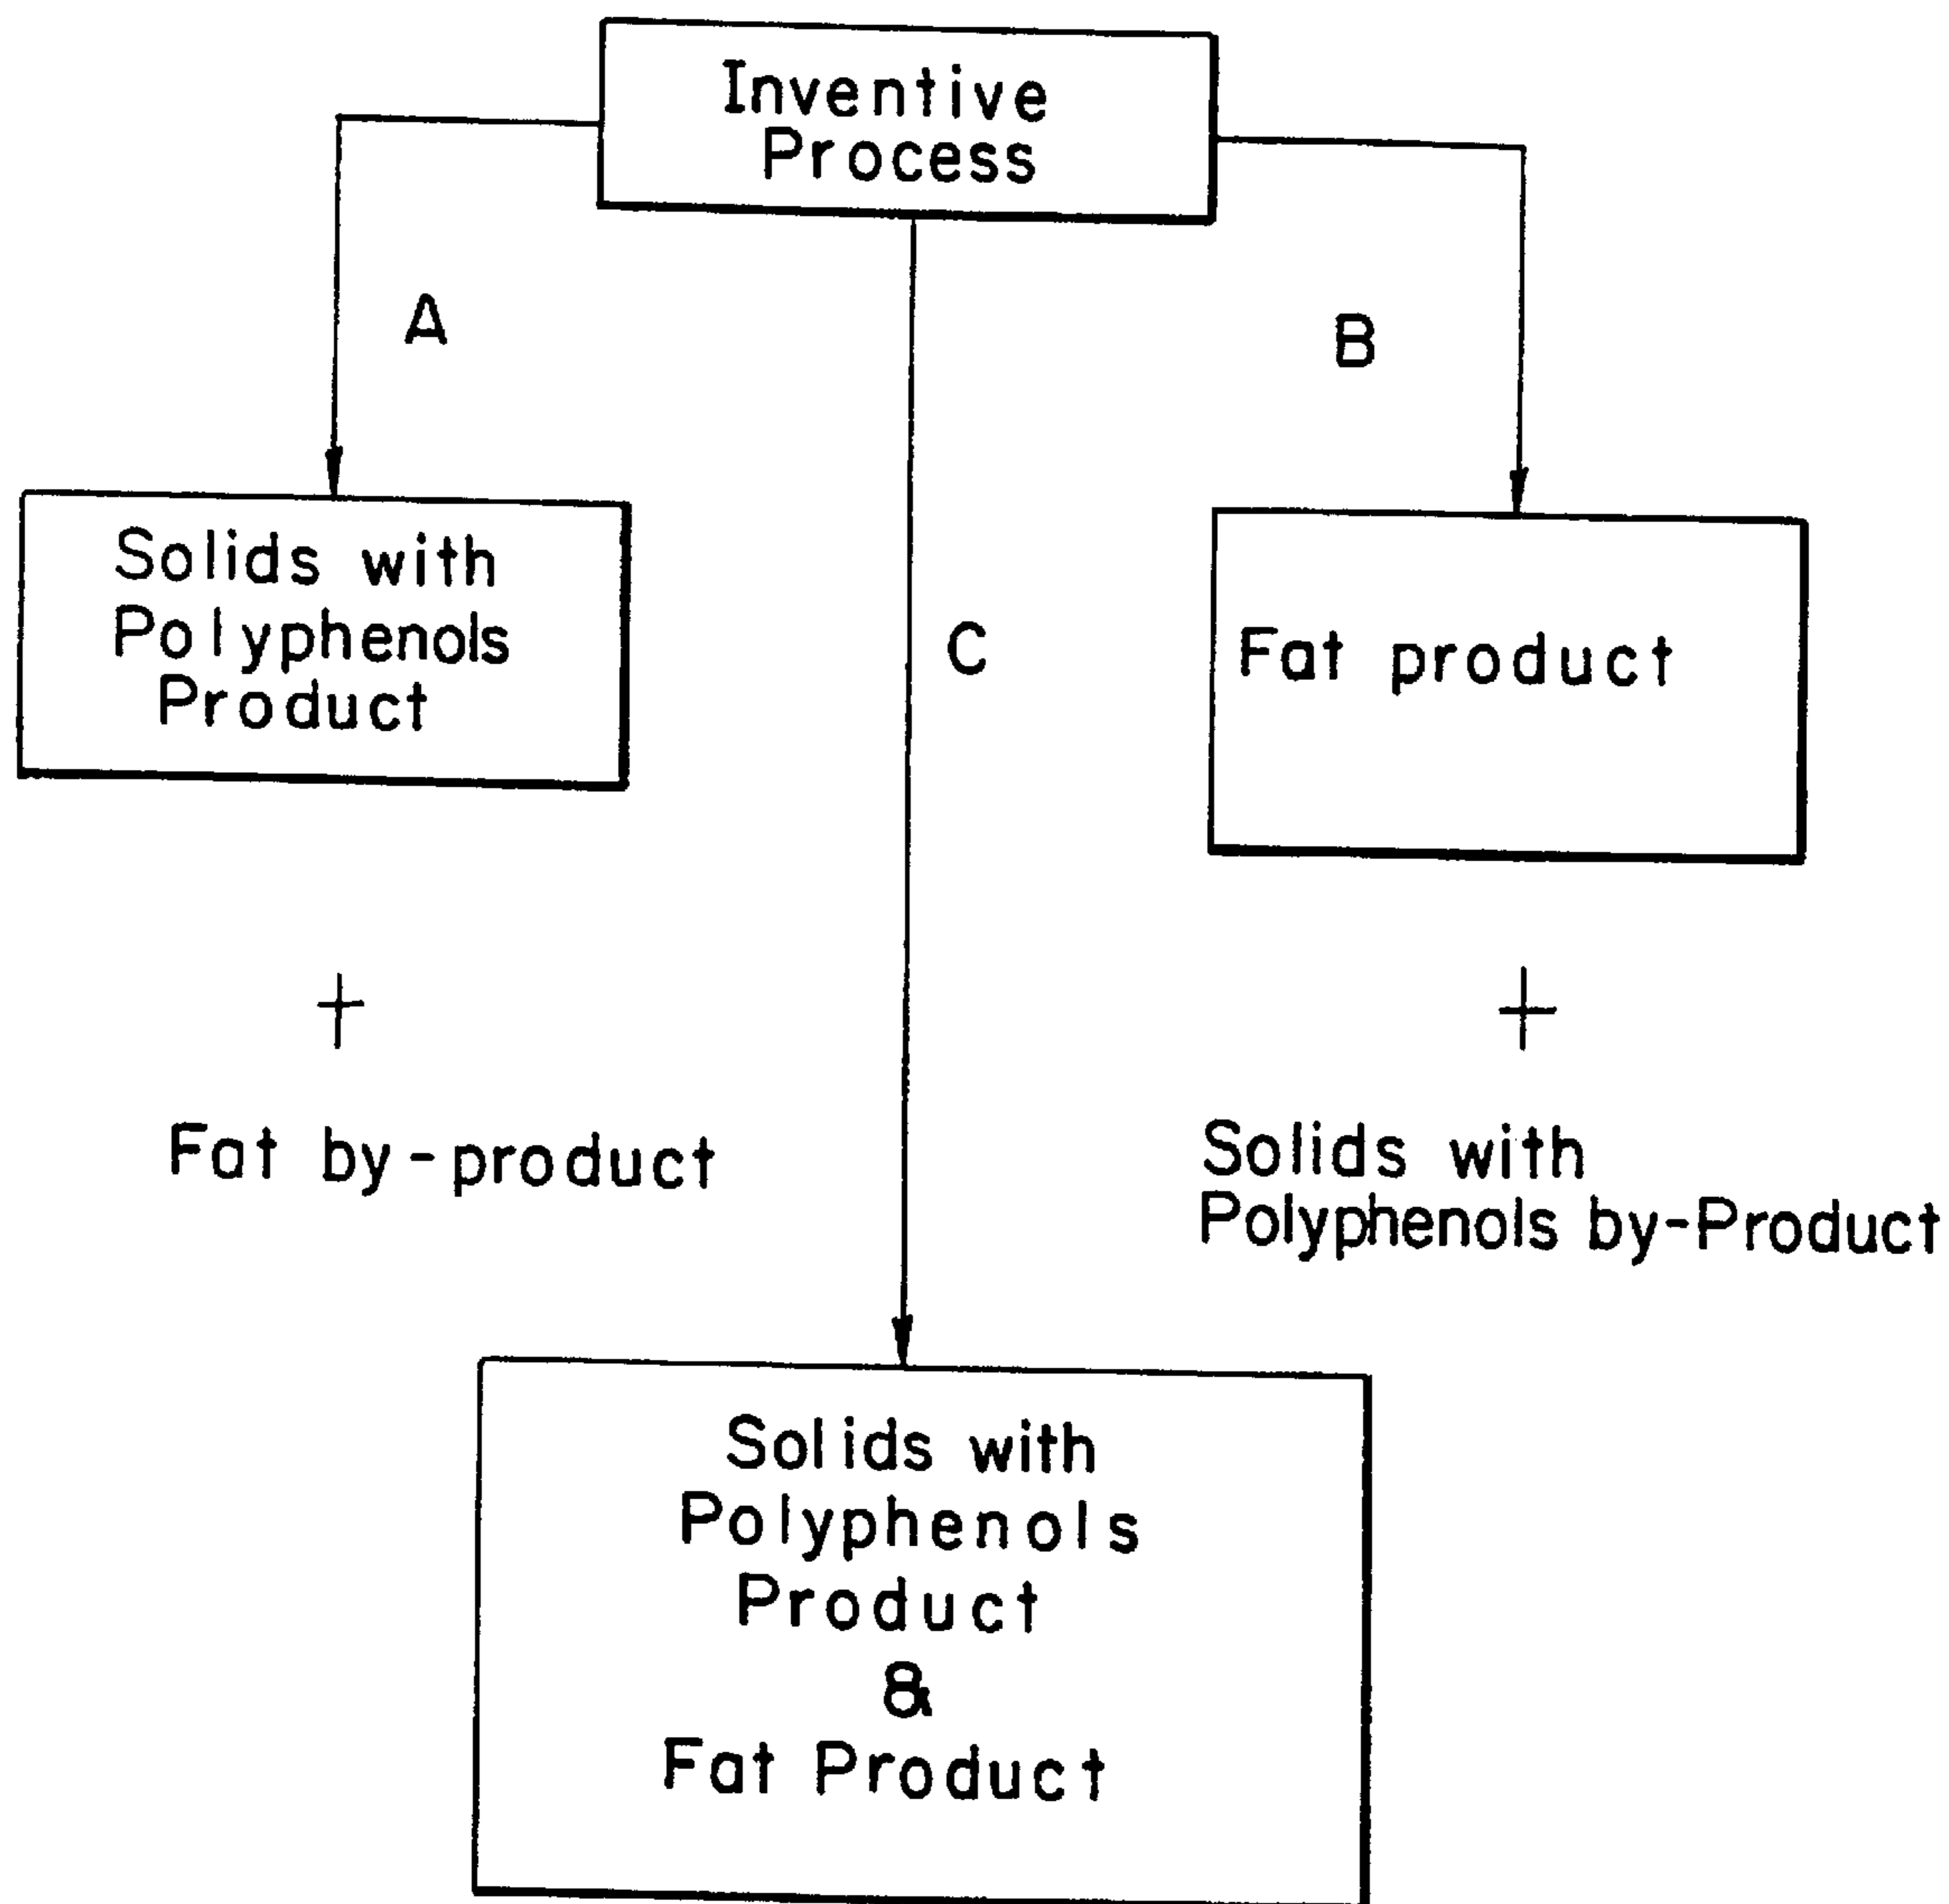 Inventive
Process
A
B
Solids with
Polyphenols
Product
C
Fat product
+
+
Fat by-product
Solids with
Polyphenols by-Product
Solids with
Polyphenols
Product
&
Fat Product